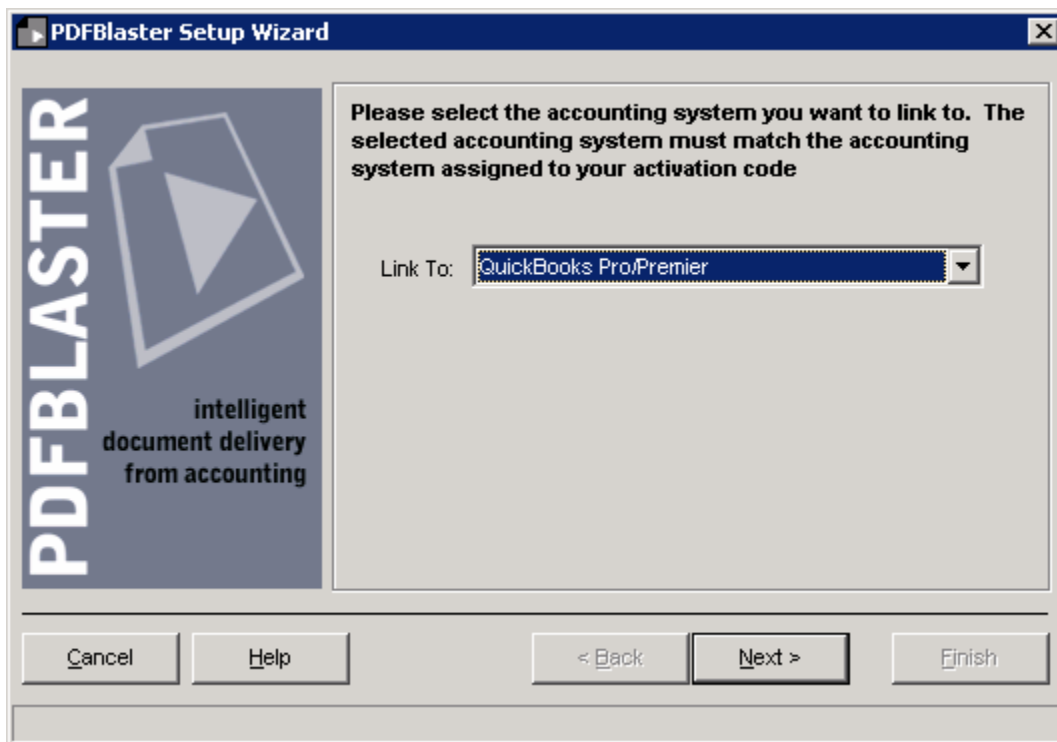 PDFBlaster Setup Wizard
PDFBLASTER
intelligent
document delivery
from accounting
Please select the accounting system you want to link to.  The
selected accounting system must match the accounting
system assigned to your activation code
Link To: QuickBooks Pro/Premier
Cancel Help < Back Next > Finish